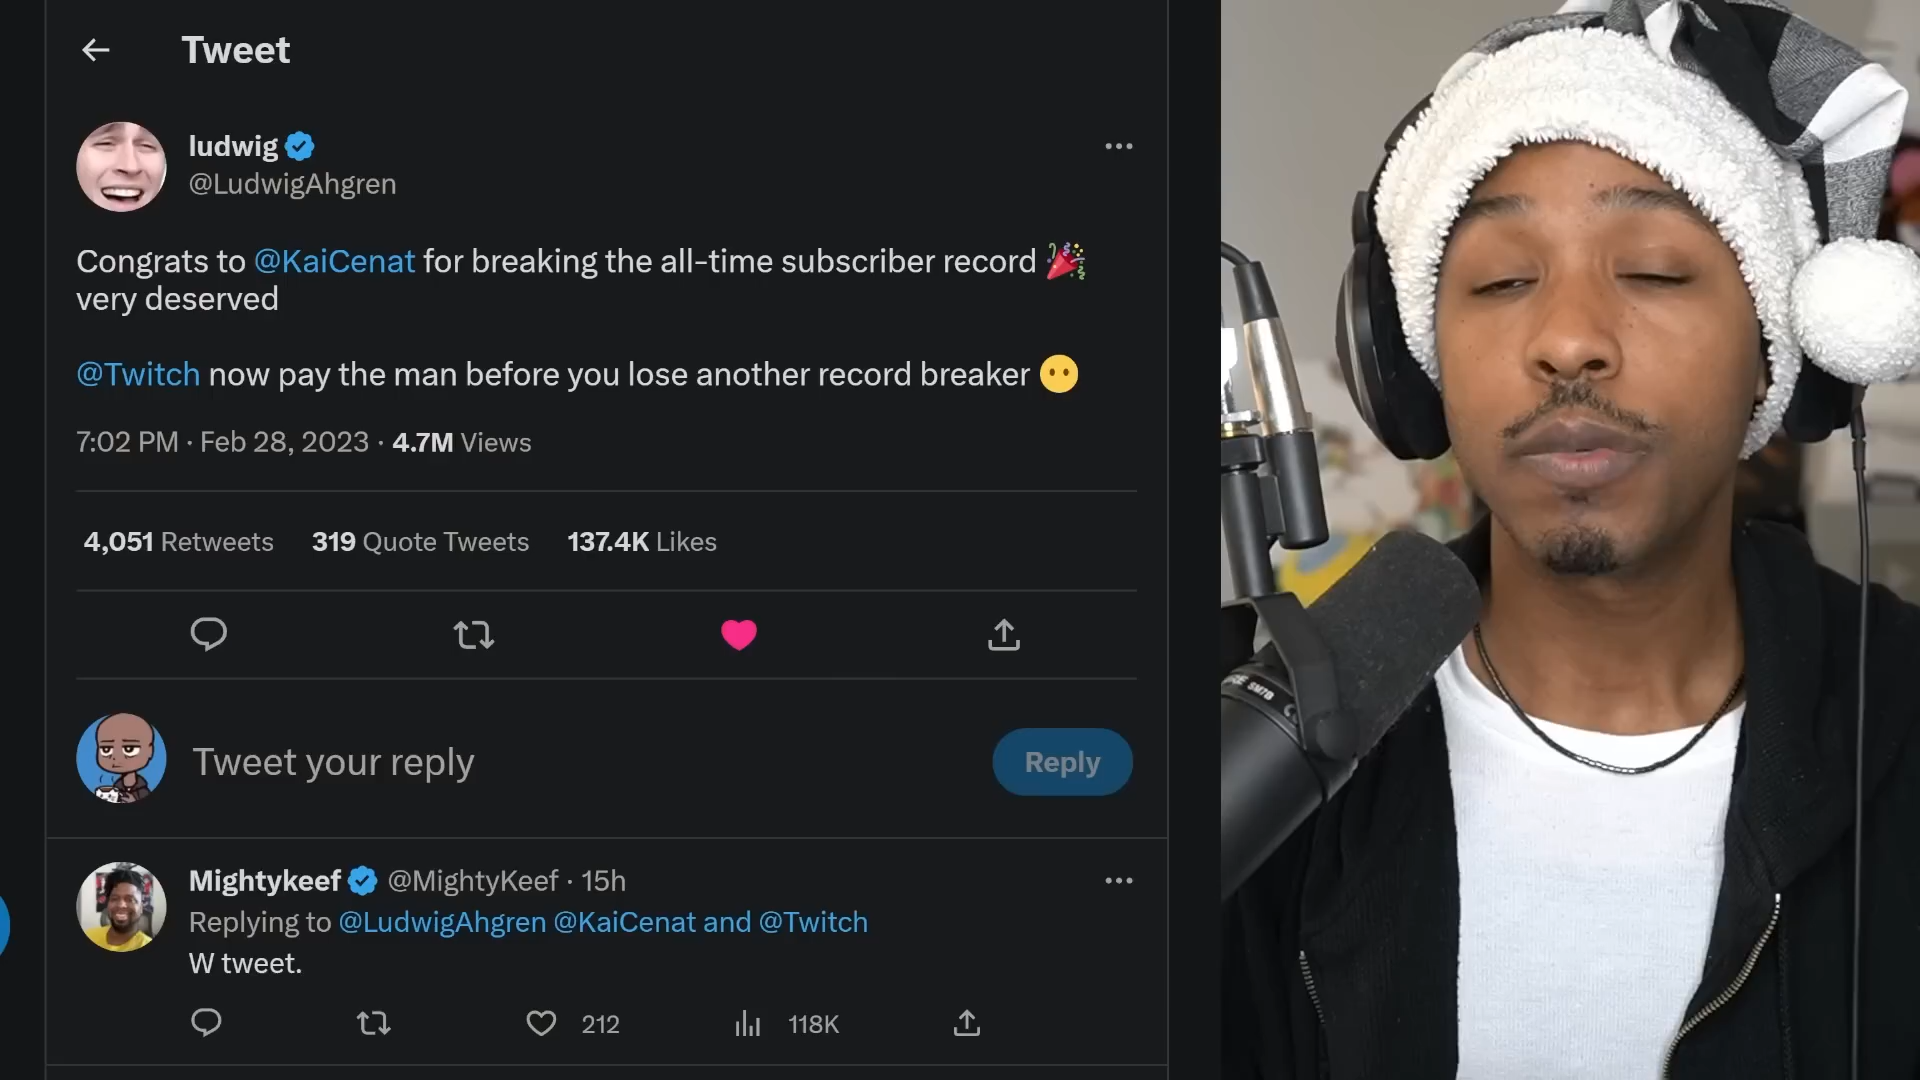 Tweet
ludwig
@LudwigAhgren
Congrats to @KaiCenat for breaking the all-time subscriber record 🎉
very deserved
@Twitch now pay the man before you lose another record breaker 😶
7:02 PM · Feb 28, 2023 · 4.7M Views
4,051 Retweets 319 Quote Tweets 137.4K Likes
Tweet your reply
Reply
Mightykeef @MightyKeef · 15h
Replying to @LudwigAhgren @KaiCenat and @Twitch
W tweet.
212 118K
SM7B